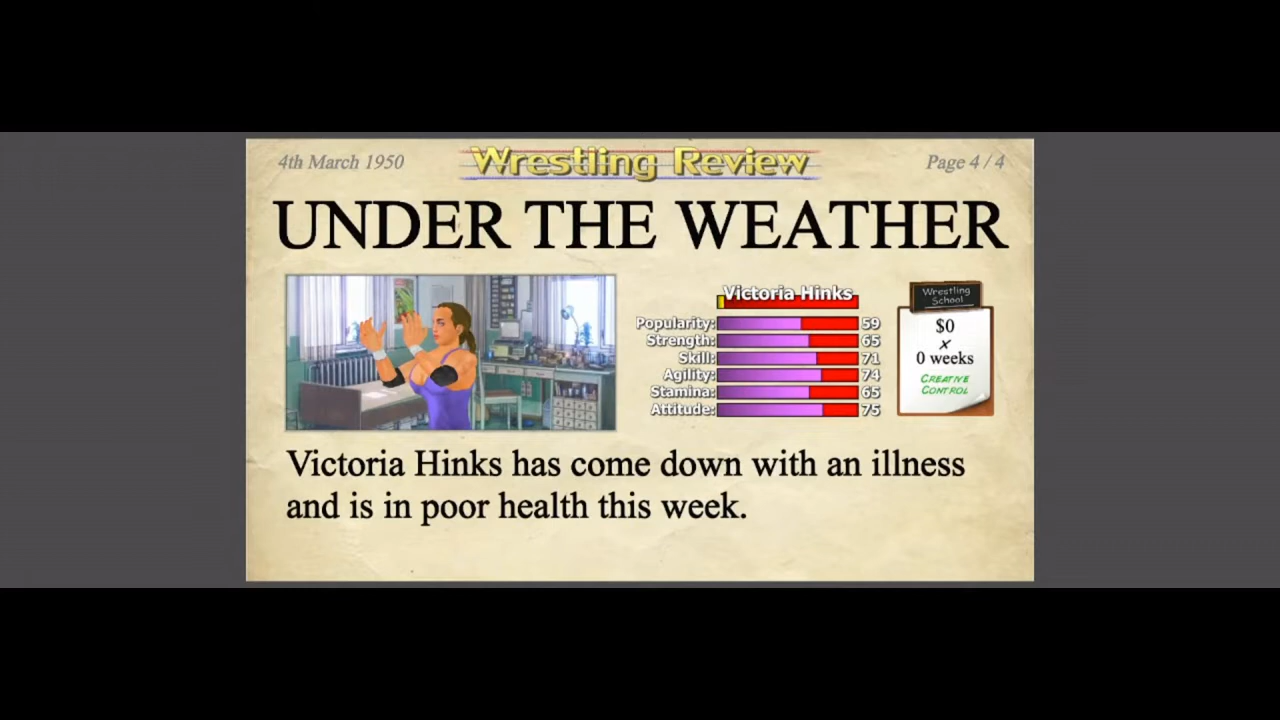 4th March 1950
Wrestling Review
Page 4 / 4
UNDER THE WEATHER
Victoria Hinks
Popularity: 59
Strength: 65
Skill: 71
Agility: 74
Stamina: 65
Attitude: 75
Wrestling
School
$0
x
0 weeks
CREATIVE
CONTROL
Victoria Hinks has come down with an illness
and is in poor health this week.